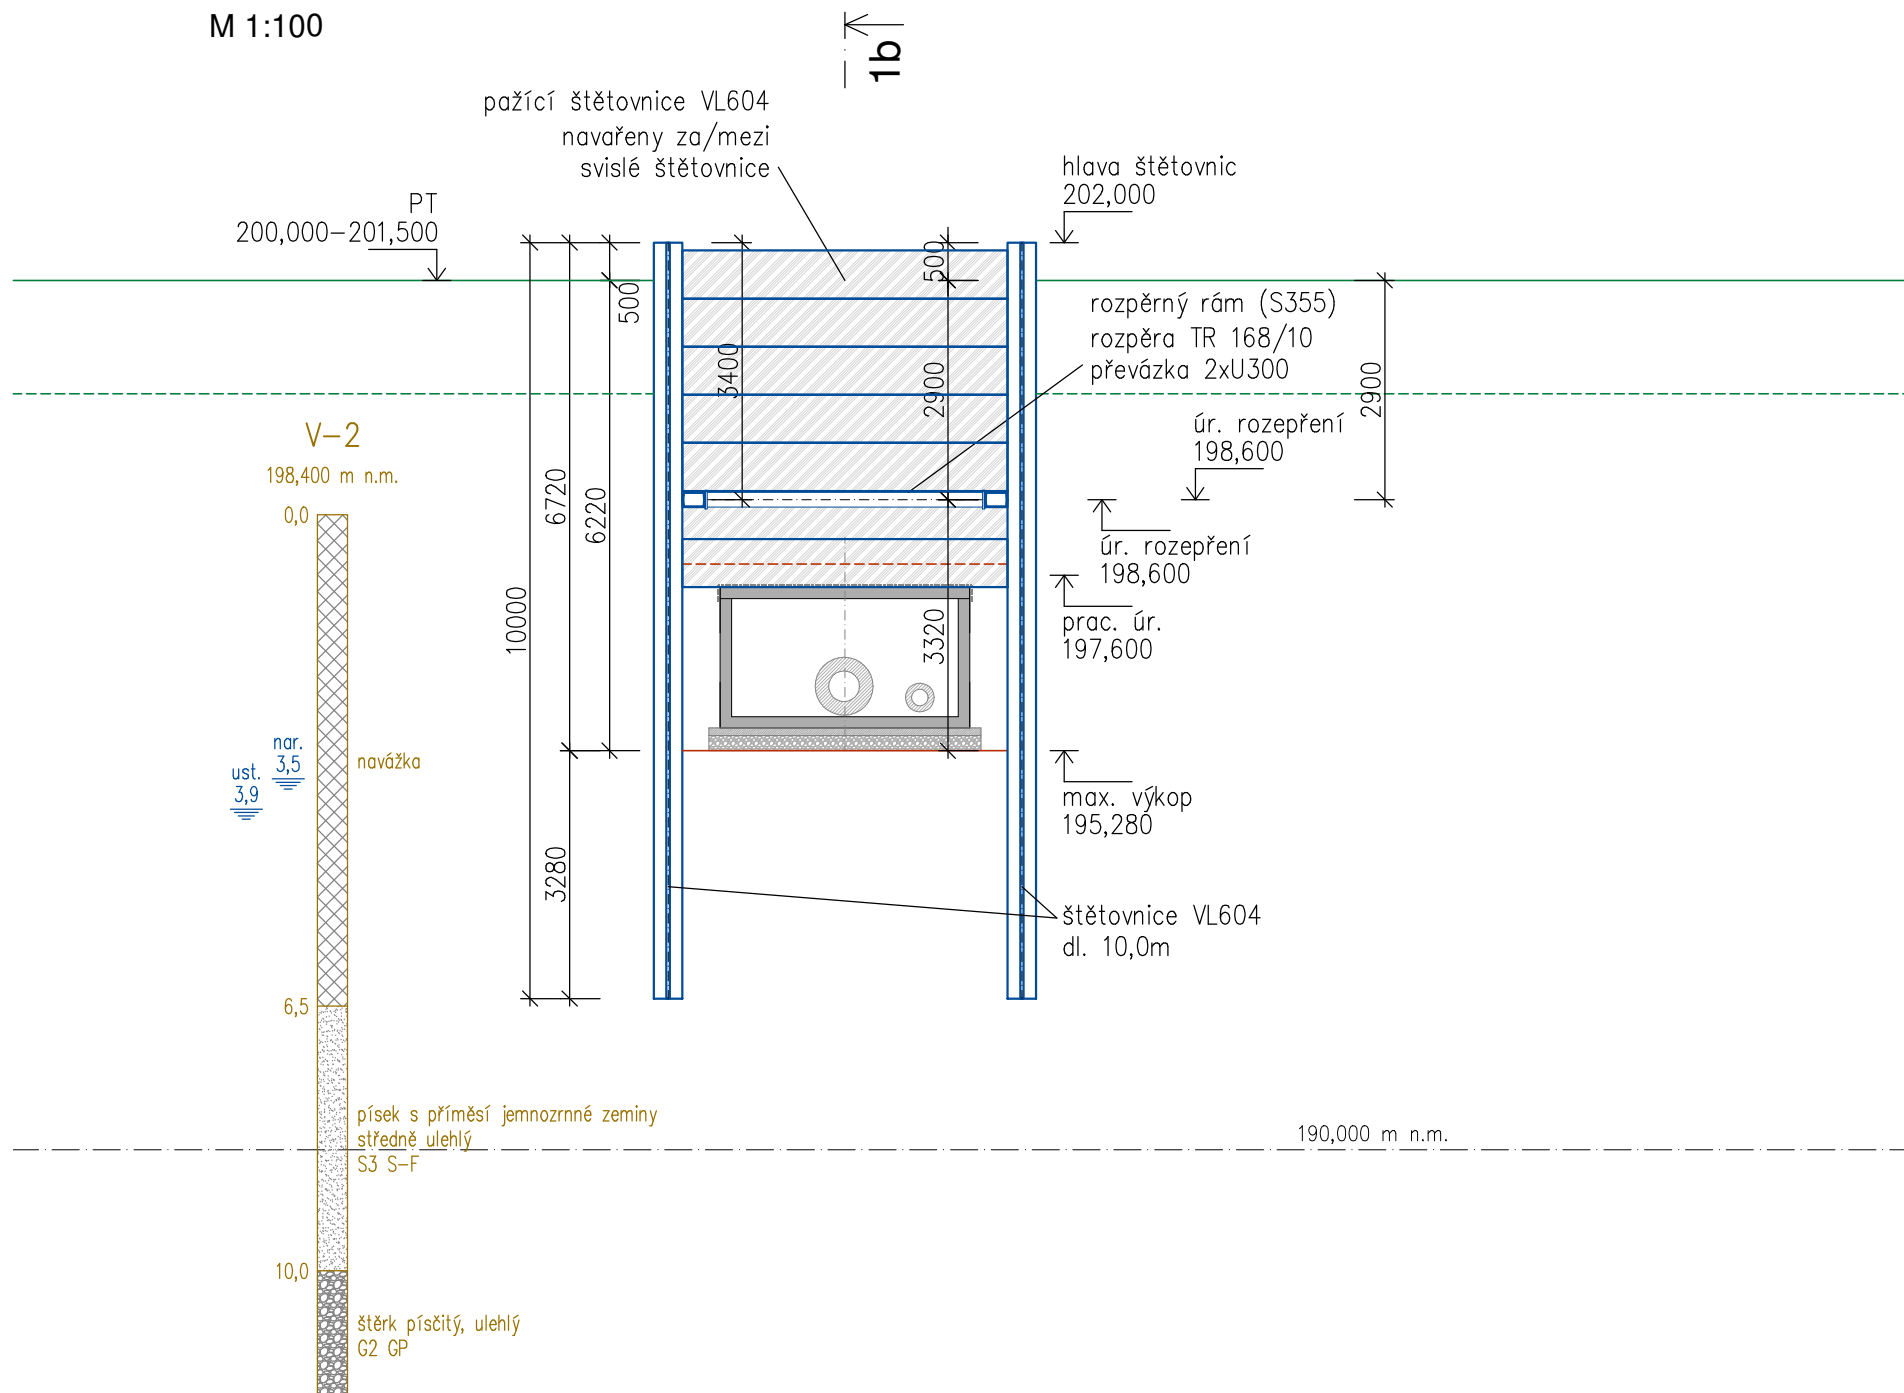 M 1:100
1b
pažící štětovnice VL604
navařeny za/mezi
svislé štětovnice
hlava štětovnic
202,000
PT
200,000–201,500
500
500
rozpěrný rám (S355)
rozpěra TR 168/10
převázka 2xU300
3400
2900
2900
úr. rozepření
198,600
V–2
198,400 m n.m.
0,0
6720
6220
úr. rozepření
198,600
10000
3320
prac. úr.
197,600
nar.
3,5
ust.
3,9
navážka
max. výkop
195,280
3280
štětovnice VL604
dl. 10,0m
6,5
písek s příměsí jemnozrnné zeminy
středně ulehlý
S3 S–F
190,000 m n.m.
10,0
štěrk písčitý, ulehlý
G2 GP